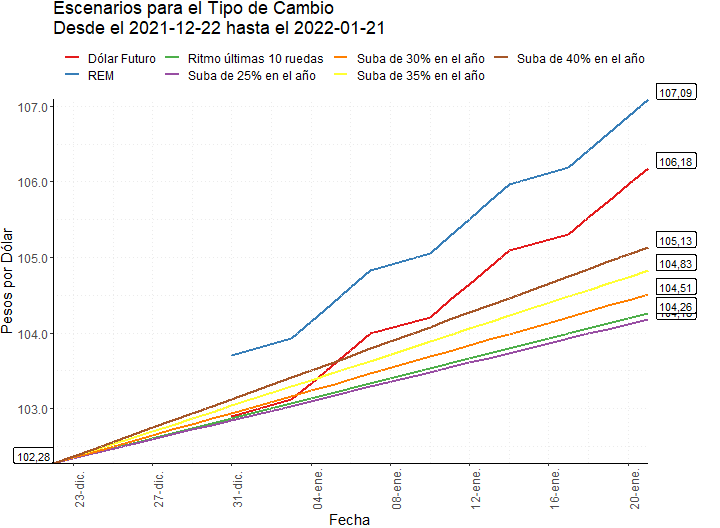 Escenarios para el Tipo de Cambio
Desde el 2021-12-22 hasta el 2022-01-21
Dólar Futuro Ritmo últimas 10 ruedas Suba de 30% en el año Suba de 40% en el año
REM Suba de 25% en el año Suba de 35% en el año
107,09
107.0
106,18
106.0
105,13
105.0
104,83
104,51
104,26
104.0
103.0
102,28
Pesos por Dólar
23-dic.
27-dic.
31-dic.
04-ene.
08-ene.
12-ene.
16-ene.
20-ene.
Fecha